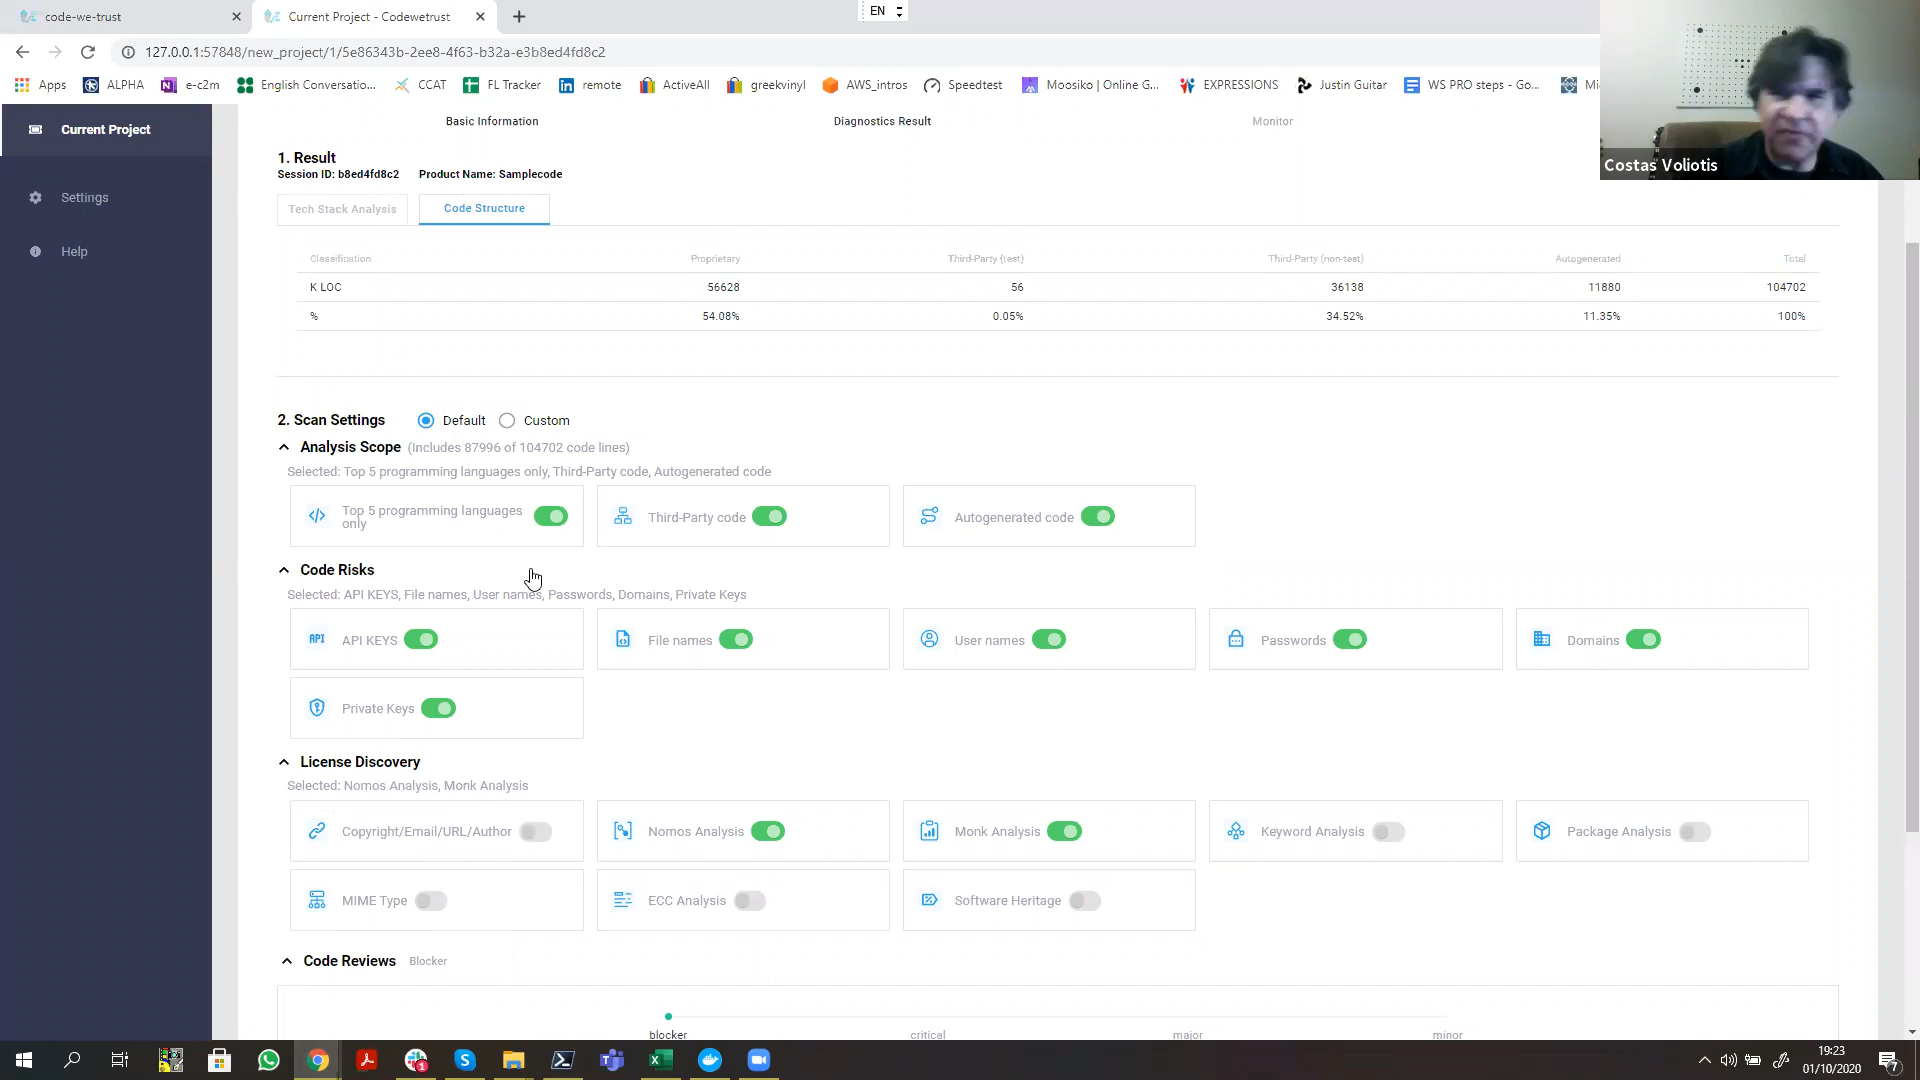 code-we-trust
Current Project - Codewetrust
EN
127.0.0.1:57848/new_project/1/5e86343b-2ee8-4f63-b32a-e3b8ed4fd8c2
Apps ALPHA e-c2m English Conversatio... CCAT FL Tracker remote ActiveAll greekvinyl AWS_intros Speedtest Moosiko | Online G... EXPRESSIONS Justin Guitar WS PRO steps - Go... Mi
Costas Voliotis
Current Project
Settings
Help
Basic Information Diagnostics Result Monitor
1. Result
Session ID: b8ed4fd8c2 Product Name: Samplecode
Tech Stack Analysis Code Structure
Classification Proprietary Third-Party (test) Third-Party (non-test) Autogenerated Total
K LOC 56628 56 36138 11880 104702
% 54.08% 0.05% 34.52% 11.35% 100%
2. Scan Settings Default Custom
Analysis Scope (Includes 87996 of 104702 code lines)
Selected: Top 5 programming languages only, Third-Party code, Autogenerated code
Top 5 programming languages
only
Third-Party code
Autogenerated code
Code Risks
Selected: API KEYS, File names, User names, Passwords, Domains, Private Keys
API API KEYS File names User names Passwords Domains
Private Keys
License Discovery
Selected: Nomos Analysis, Monk Analysis
Copyright/Email/URL/Author Nomos Analysis Monk Analysis Keyword Analysis Package Analysis
MIME Type ECC Analysis Software Heritage
Code Reviews Blocker
blocker critical major minor
1
19:23
01/10/2020
7